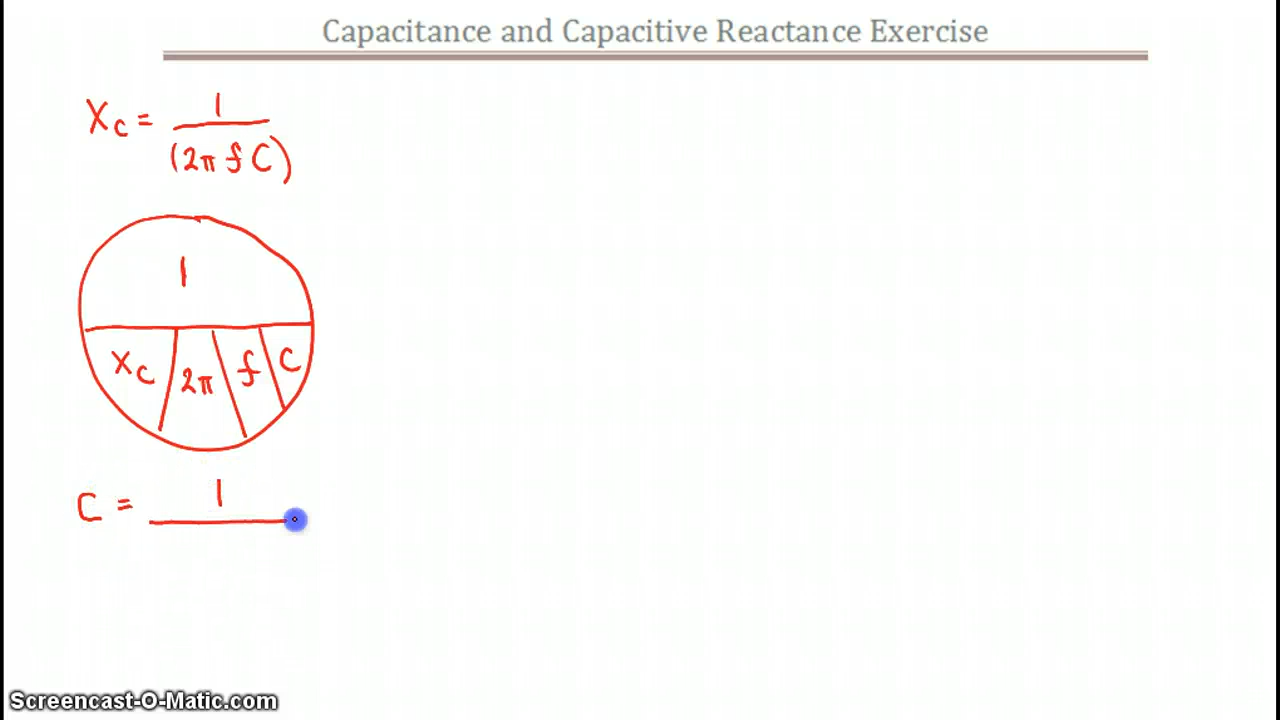 Capacitance and Capacitive Reactance Exercise
Xc = 1
(2π f C)
1
Xc 2π f C
C = 1
Screencast-O-Matic.com